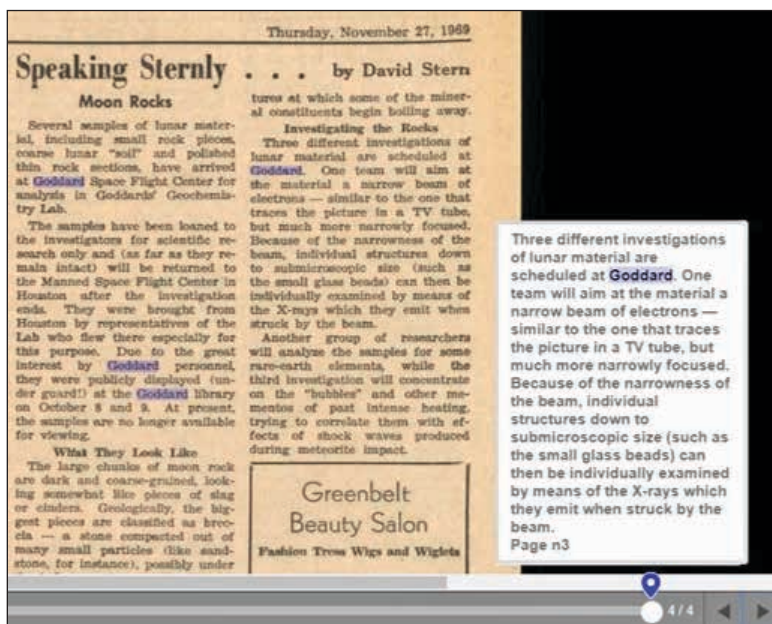 Thursday, November 27, 1969
Speaking Sternly . . . by David Stern
Moon Rocks
Several samples of lunar mater-
ial, including small rock pieces,
coarse lunar "soil" and polished
thin rock sections, have arrived
at Goddard Space Flight Center for
analysis in Goddards' Geochemis-
try Lab.
The samples have been loaned to
the investigators for scientific re-
search only and (as far as they re-
main intact) will be returned to
the Manned Space Flight Center in
Houston after the investigation
ends. They were brought from
Houston by representatives of the
Lab who flew there especially for
this purpose. Due to the great
interest by Goddard personnel,
they were publicly displayed (un-
der guard!) at the Goddard library
on October 8 and 9. At present,
the samples are no longer available
for viewing.
What They Look Like
The large chunks of moon rock
are dark and coarse-grained, look-
ing somewhat like pieces of slag
or cinders. Geologically, the big-
gest pieces are classified as brec-
cia — a stone compacted out of
many small particles (like sand-
stone, for instance), possibly under
tures at which some of the miner-
al constituents begin boiling away.
Investigating the Rocks
Three different investigations of
lunar material are scheduled at
Goddard. One team will aim at
the material a narrow beam of
electrons — similar to the one that
traces the picture in a TV tube,
but much more narrowly focused.
Because of the narrowness of the
beam, individual structures down
to submicroscopic size (such as
the small glass beads) can then be
individually examined by means of
the X-rays which they emit when
struck by the beam.
Another group of researchers
will analyze the samples for some
rare-earth elements, while the
third investigation will concentrate
on the "bubbles" and other me-
mentos of past intense heating,
trying to correlate them with ef-
fects of shock waves produced
during meteorite impact.
Greenbelt
Beauty Salon
Fashion Tress Wigs and Wiglets
Three different investigations
of lunar material are
scheduled at Goddard. One
team will aim at the material a
narrow beam of electrons —
similar to the one that traces
the picture in a TV tube, but
much more narrowly focused.
Because of the narrowness of
the beam, individual
structures down to
submicroscopic size (such as
the small glass beads) can
then be individually examined
by means of the X-rays which
they emit when struck by the
beam.
Page n3
4 / 4